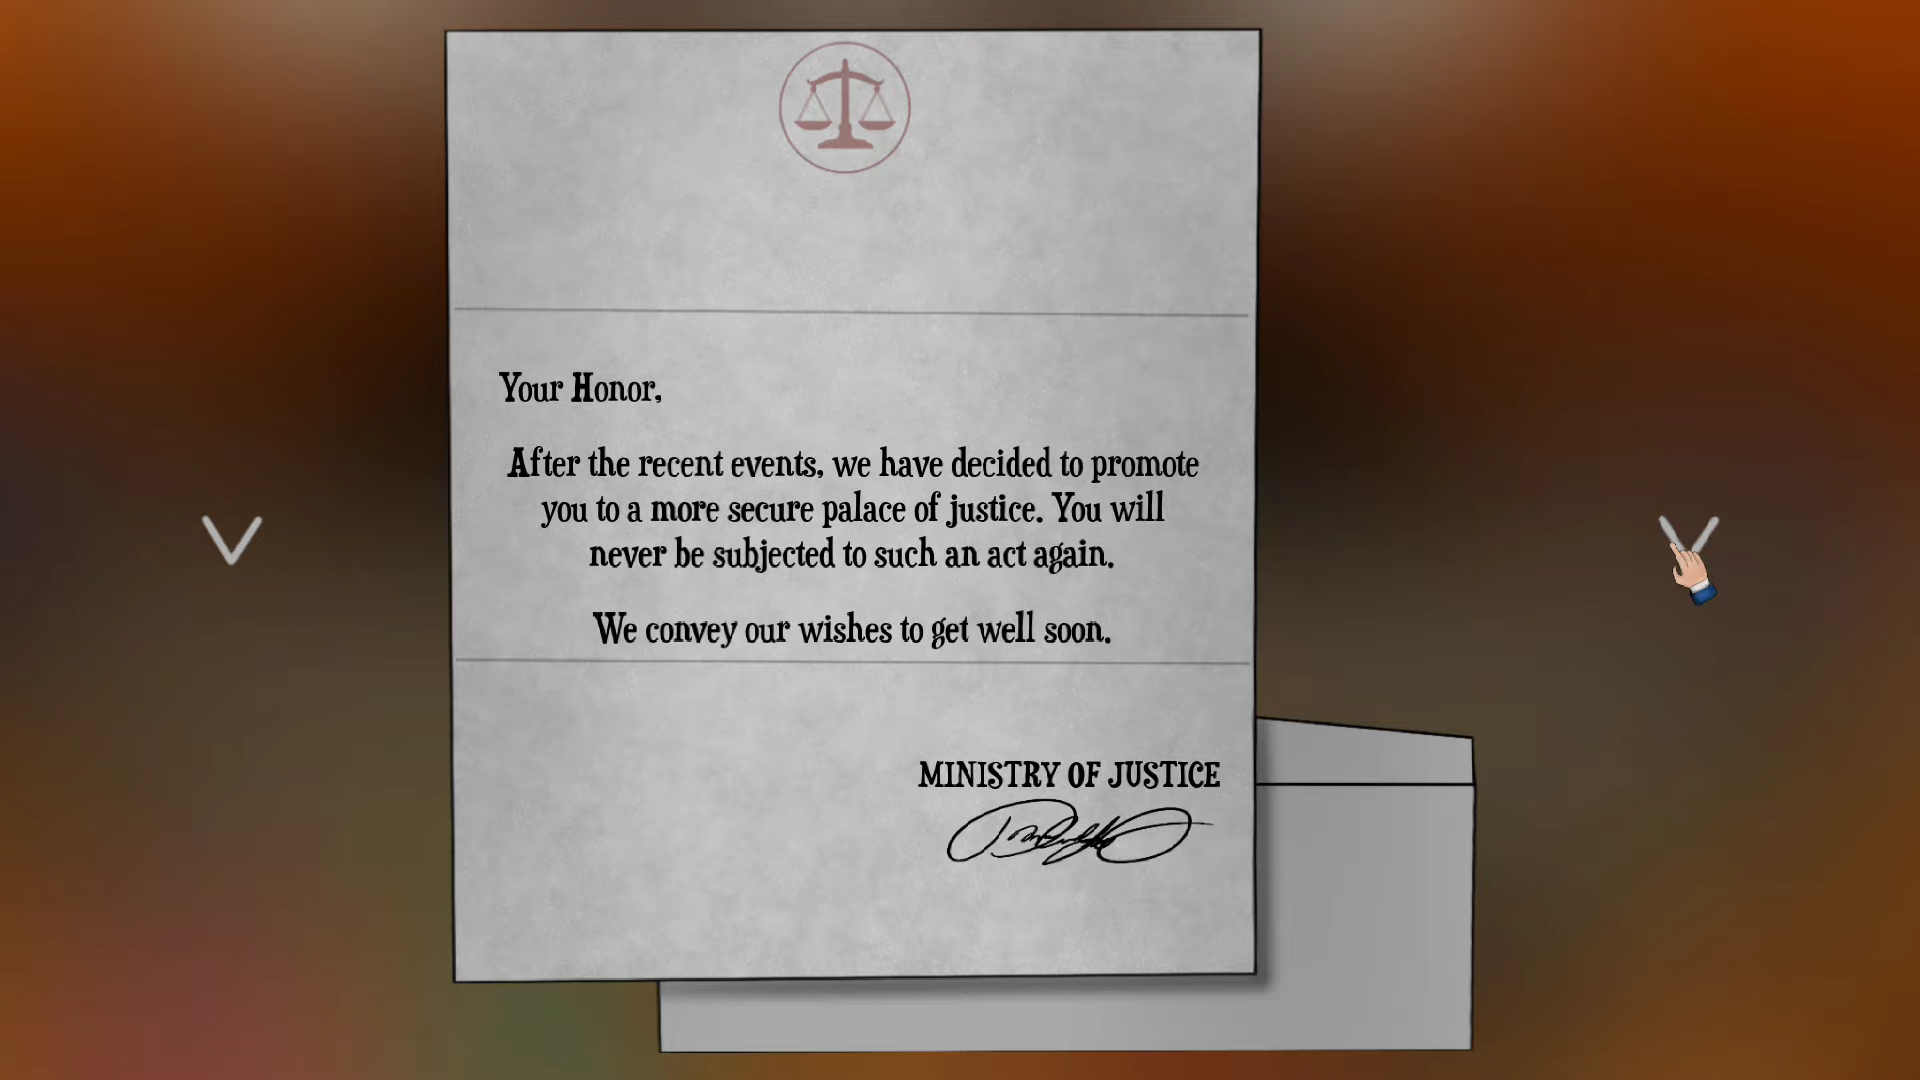 Your Honor,
After the recent events, we have decided to promote
you to a more secure palace of justice. You will
never be subjected to such an act again.
We convey our wishes to get well soon.
MINISTRY OF JUSTICE